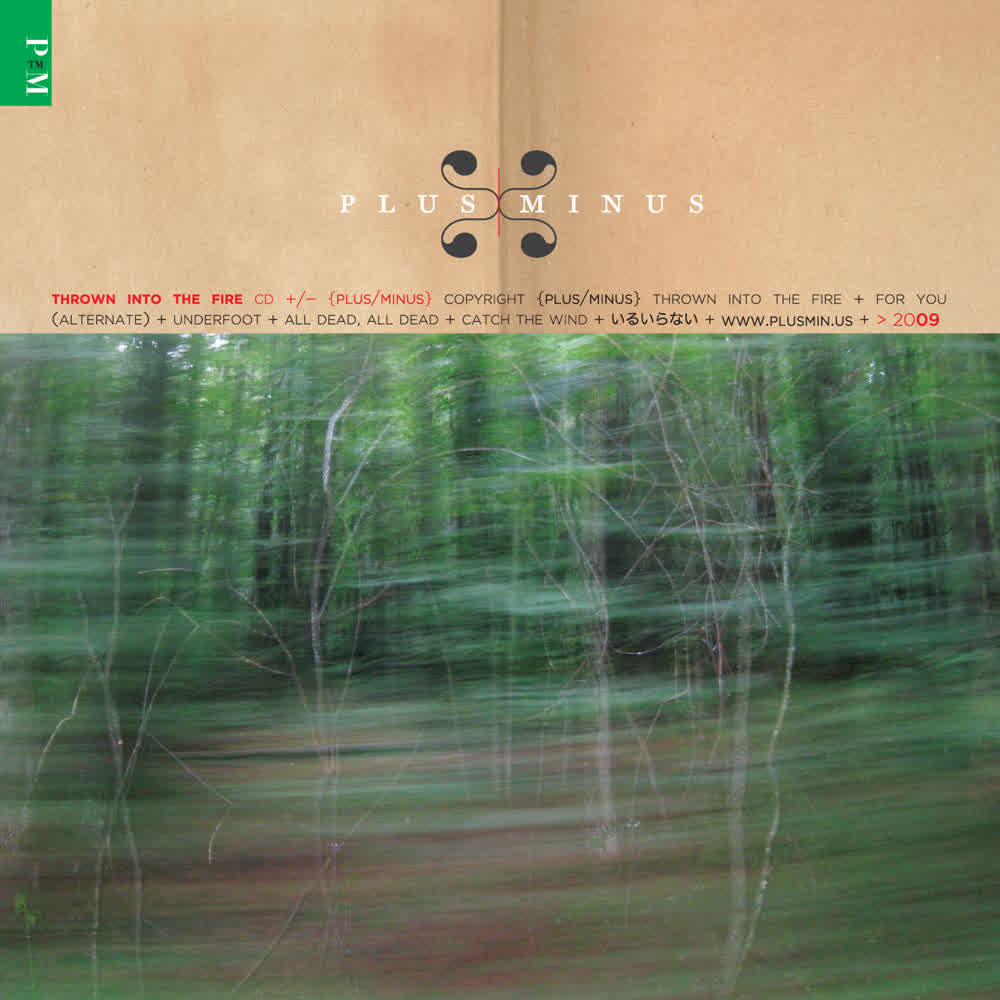 P™M
PLUS MINUS
THROWN INTO THE FIRE CD +/− {PLUS/MINUS} COPYRIGHT {PLUS/MINUS} THROWN INTO THE FIRE + FOR YOU
(ALTERNATE) + UNDERFOOT + ALL DEAD, ALL DEAD + CATCH THE WIND + いるいらない + WWW.PLUSMIN.US + > 2009